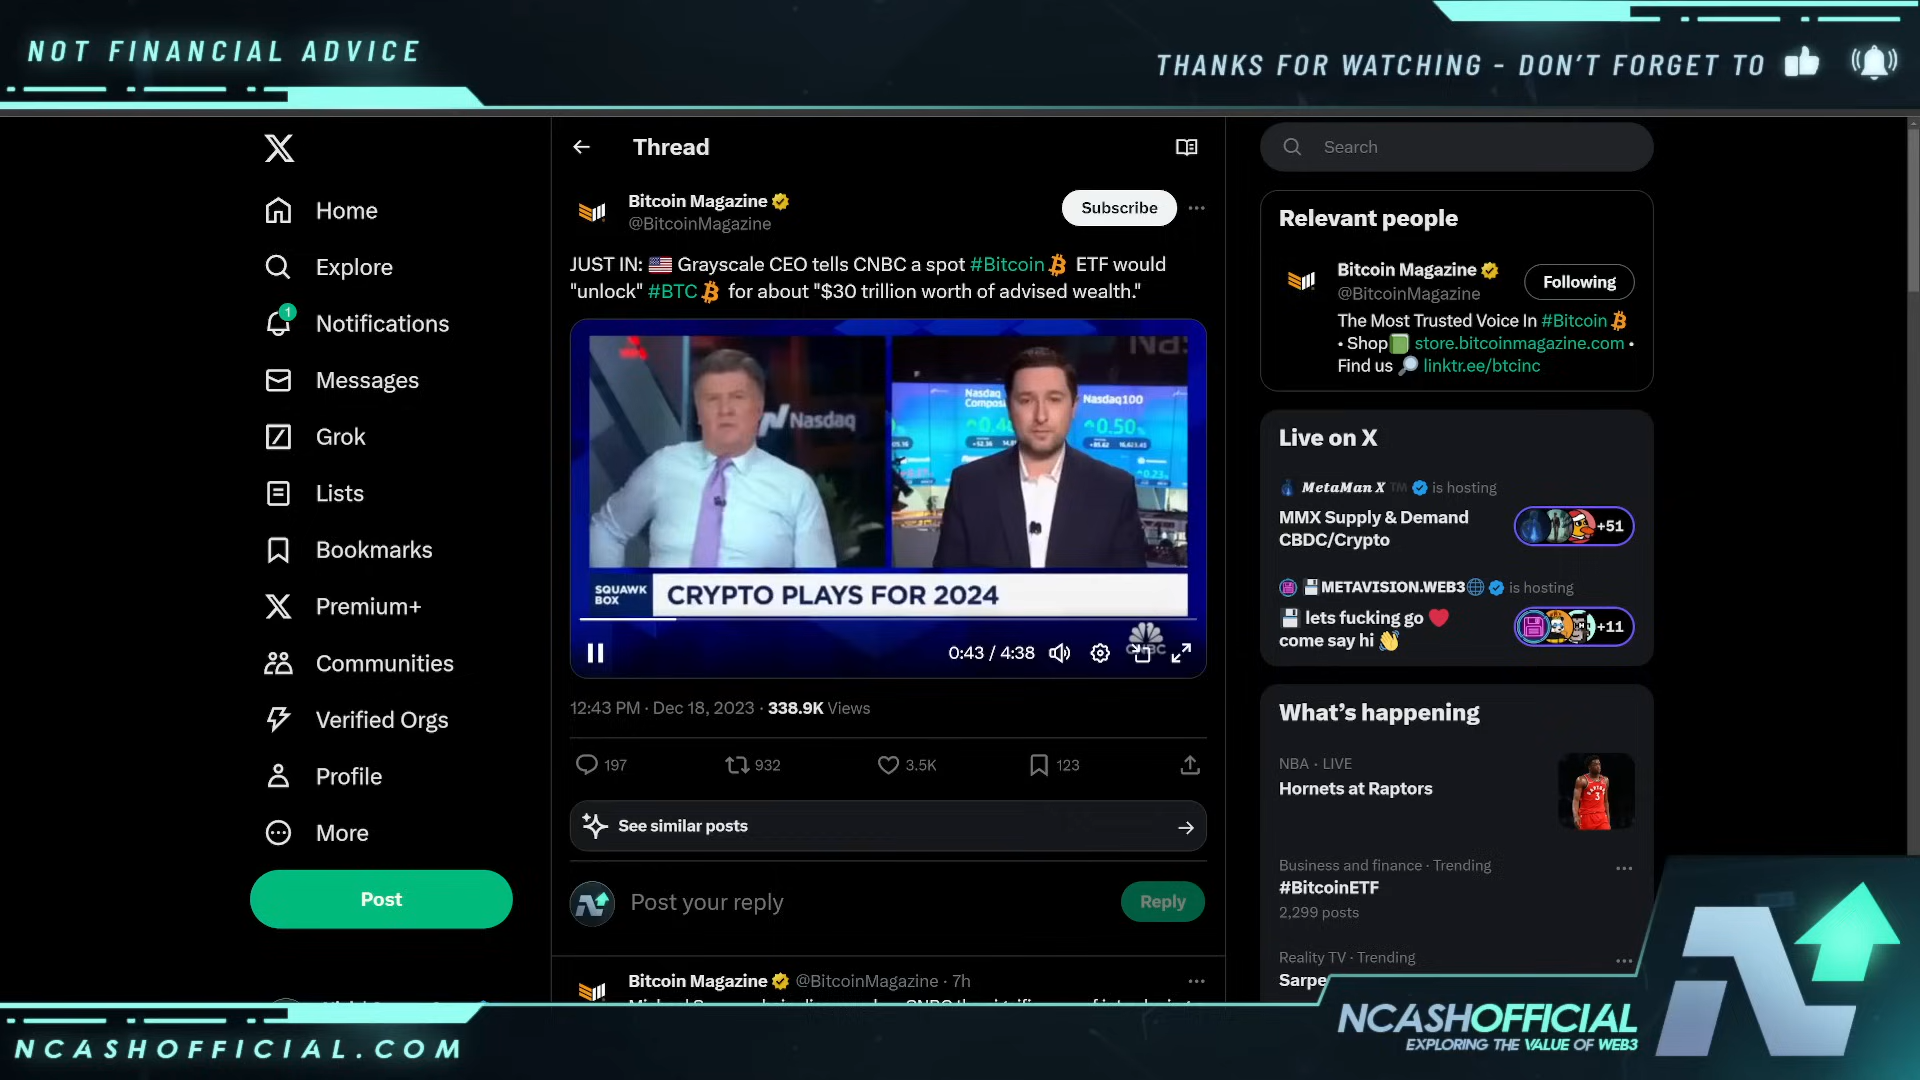 NOT FINANCIAL ADVICE
THANKS FOR WATCHING - DON'T FORGET TO
Home
Explore
1
Notifications
Messages
Grok
Lists
Bookmarks
Premium+
Communities
Verified Orgs
Profile
More
Post
Thread
Bitcoin Magazine
@BitcoinMagazine
Subscribe
JUST IN: 🇺🇸 Grayscale CEO tells CNBC a spot #Bitcoin ETF would
"unlock" #BTC for about "$30 trillion worth of advised wealth."
Nasdaq
Nasdaq
Nasdaq100
0.50
SQUAWK
BOX
CRYPTO PLAYS FOR 2024
0:43 / 4:38
12:43 PM · Dec 18, 2023 · 338.9K Views
197
932
3.5K
123
See similar posts
Post your reply
Reply
Bitcoin Magazine @BitcoinMagazine · 7h
Search
Relevant people
Bitcoin Magazine
@BitcoinMagazine
Following
The Most Trusted Voice In #Bitcoin
• Shop📗 store.bitcoinmagazine.com •
Find us 🔎 linktr.ee/btcinc
Live on X
MetaMan X ™ is hosting
MMX Supply & Demand
CBDC/Crypto
+51
💾METAVISION.WEB3🌐 is hosting
💾 lets fucking go ❤️
come say hi 👋
+11
What's happening
NBA · LIVE
Hornets at Raptors
Business and finance · Trending
#BitcoinETF
2,299 posts
Reality TV · Trending
NCASHOFFICIAL.COM
NCASHOFFICIAL
EXPLORING THE VALUE OF WEB3